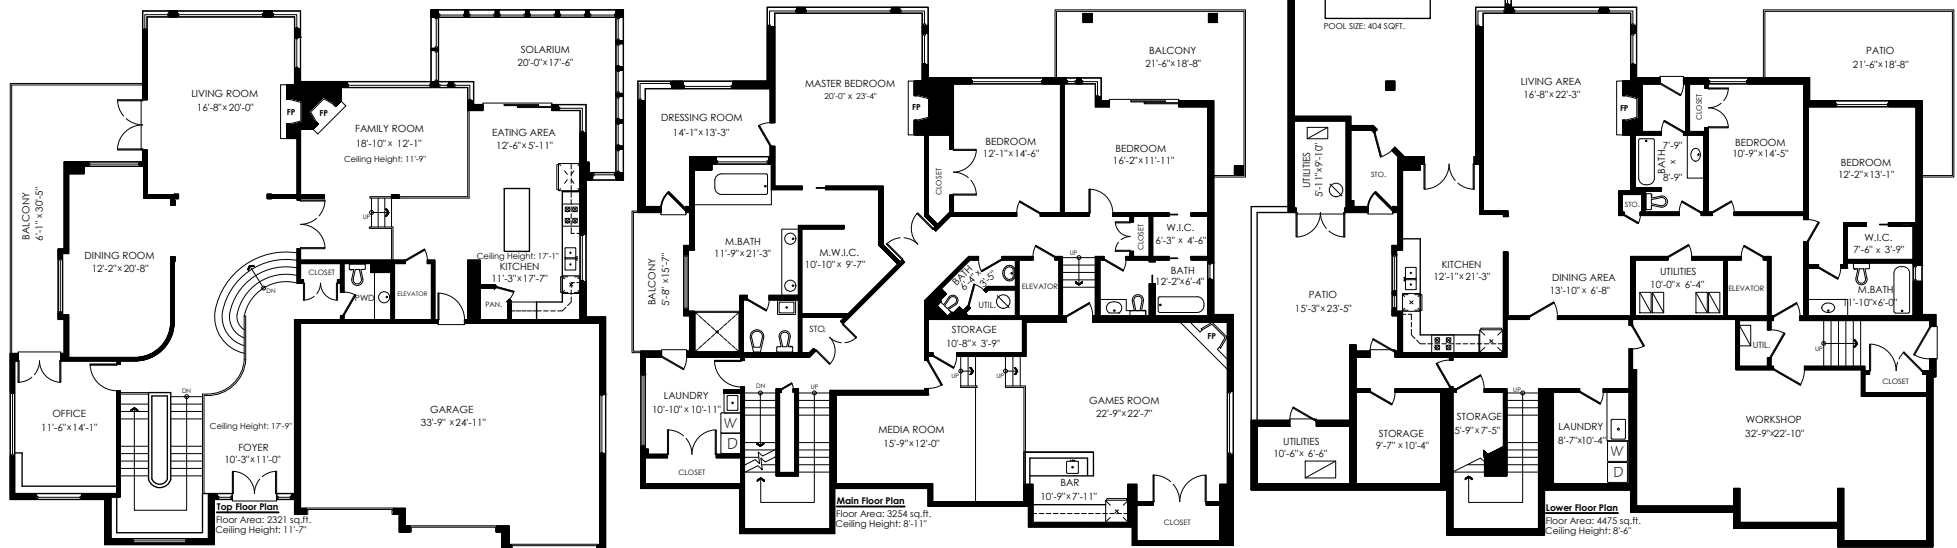 SOLARIUM
20'-0"×17'-6"
LIVING ROOM
16'-8"×20'-0"
FP
FP
FAMILY ROOM
18'-10" × 12'-1"
Ceiling Height: 11'-9"
EATING AREA
12'-6"×5'-11"
BALCONY
6'-1" × 30'-5"
UP
DINING ROOM
12'-2"×20'-8"
Ceiling Height: 17'-1"
KITCHEN
11'-3"×17'-7"
CLOSET
PWD
ELEVATOR
PAN.
DN
DN
OFFICE
11'-6"×14'-1"
Ceiling Height: 17'-9"
FOYER
10'-3"×11'-0"
GARAGE
33'-9" ×24'-11"
Top Floor Plan
Floor Area: 2321 sq.ft.
Ceiling Height: 11'-7"
MASTER BEDROOM
20'-0" x 23'-4"
FP
BALCONY
21'-6"×18'-8"
DRESSING ROOM
14'-1"×13'-3"
BEDROOM
12'-1"×14'-6"
BEDROOM
16'-2"×11'-11"
CLOSET
M.BATH
11'-9"×21'-3"
M.W.I.C.
10'-10"× 9'-7"
CLOSET
W.I.C.
6'-3" × 4'-6"
BALCONY
5'-8" ×15'-7"
BATH
6'-4"×
3'-5"
UTIL.
ELEVATOR
UP
BATH
12'-2"×6'-4"
STO.
STORAGE
10'-8"× 3'-9"
FP
LAUNDRY
10'-10"× 10'-11"
W
D
CLOSET
DN
UP
UP
UP
MEDIA ROOM
15'-9"×12'-0"
GAMES ROOM
22'-9"×22'-7"
BAR
10'-9"×7'-11"
CLOSET
Main Floor Plan
Floor Area: 3254 sq.ft.
Ceiling Height: 8'-11"
POOL SIZE: 404 SQFT.
LIVING AREA
16'-8"×22'-3"
FP
PATIO
21'-6"×18'-8"
CLOSET
BEDROOM
10'-9"×14'-5"
BEDROOM
12'-2"×13'-1"
UTILITIES
5'-11"×19'-10"
STO.
BATH
7'-9"
×
8'-9"
STO.
W.I.C.
7'-6" × 3'-9"
PATIO
15'-3"×23'-5"
KITCHEN
12'-1"×21'-3"
DINING AREA
13'-10"× 6'-8"
UTILITIES
10'-0"× 6'-4"
ELEVATOR
M.BATH
11'-10"×6'-0"
UTIL.
UP
CLOSET
UTILITIES
10'-6"× 6'-6"
STORAGE
9'-7" ×10'-4"
STORAGE
5'-9"×7'-5"
UP
LAUNDRY
8'-7"×10'-4"
W
D
WORKSHOP
32'-9"×22'-10"
Lower Floor Plan
Floor Area: 4475 sq.ft.
Ceiling Height: 8'-6"